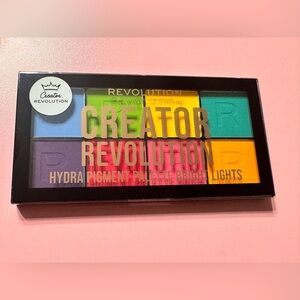 Creator
REVOLUTION
REVOLUTION
CREATOR
REVOLUTION
HYDRA PIGMENT PALETTE BRIGHT LIGHTS